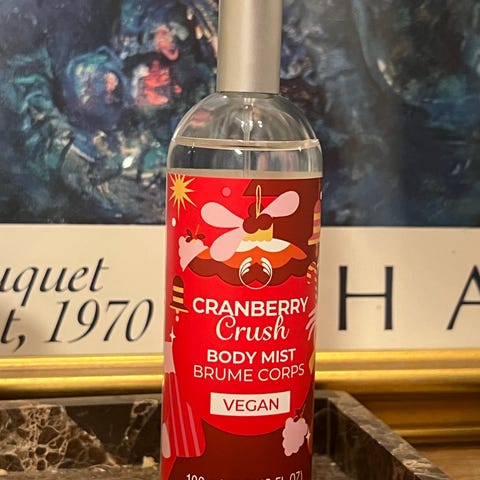 uquet
t, 1970
H A
CRANBERRY
Crush
BODY MIST
BRUME CORPS
VEGAN